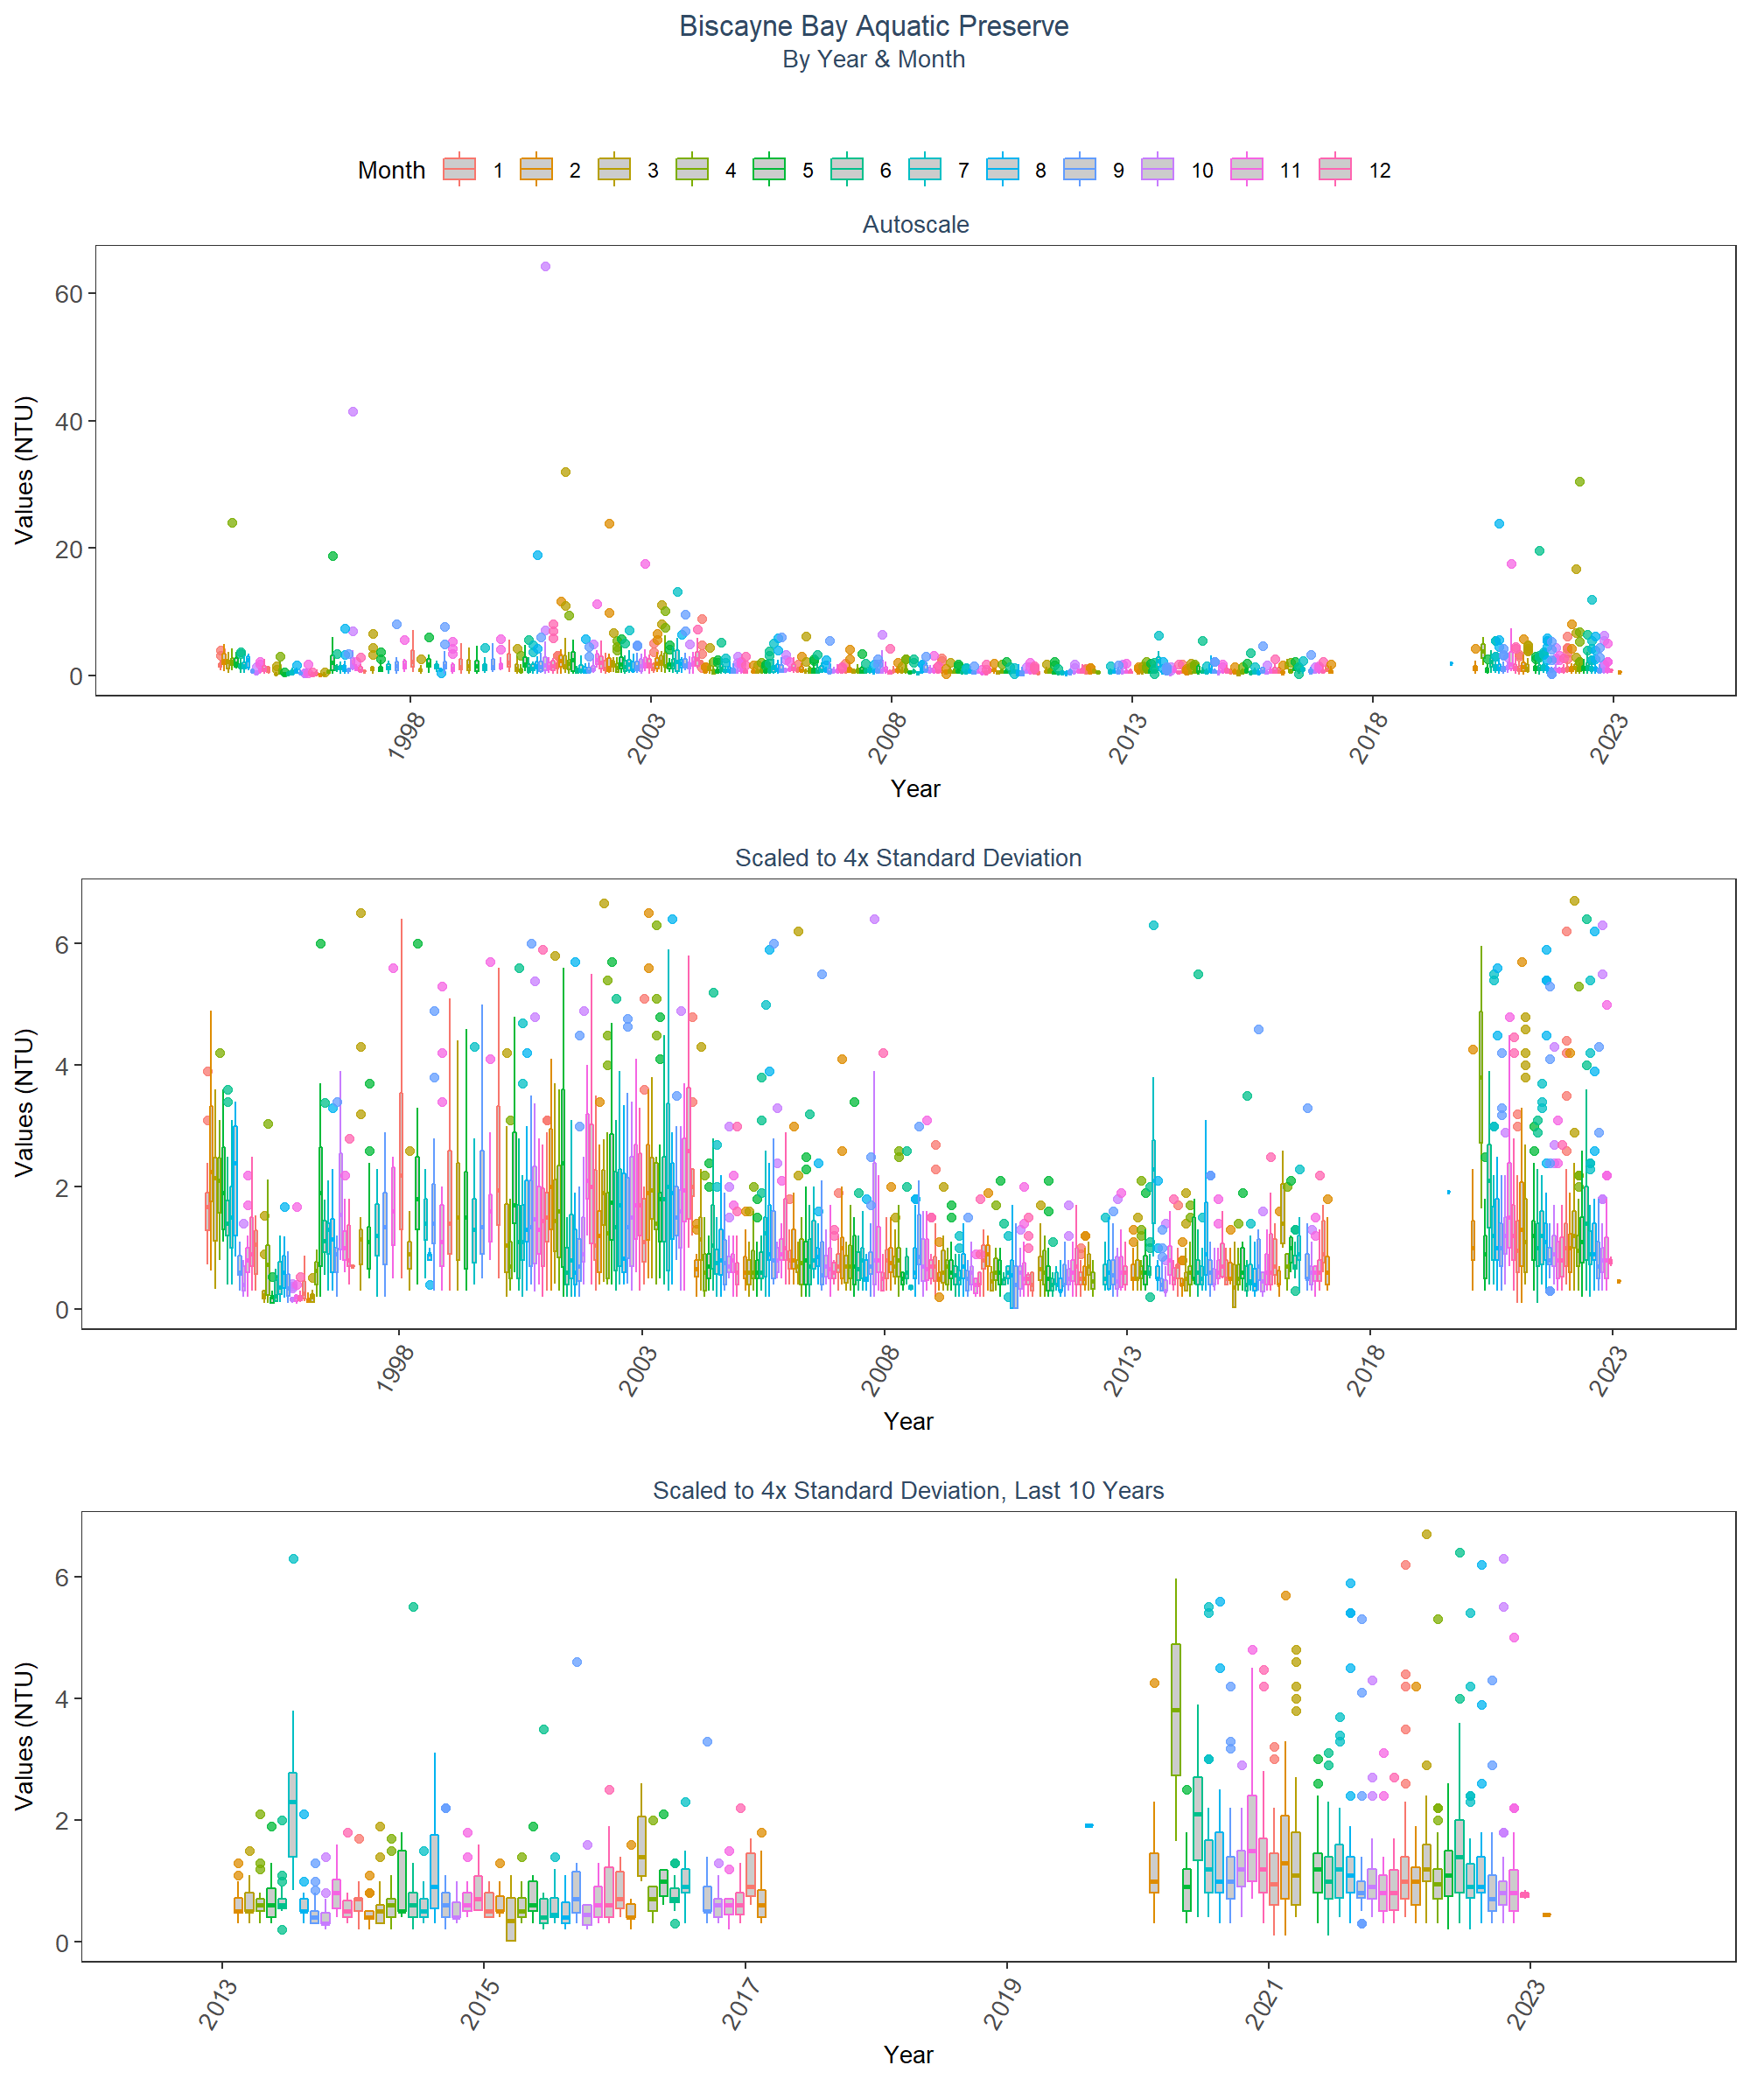 Biscayne Bay Aquatic Preserve
By Year & Month
Month 1 2 3 4 5 6 7 8 9 10 11 12
Autoscale
Values (NTU)
60
40
20
0
1998 2003 2008 2013 2018 2023
Year
Scaled to 4x Standard Deviation
Values (NTU)
6
4
2
0
1998 2003 2008 2013 2018 2023
Year
Scaled to 4x Standard Deviation, Last 10 Years
Values (NTU)
6
4
2
0
2013 2015 2017 2019 2021 2023
Year